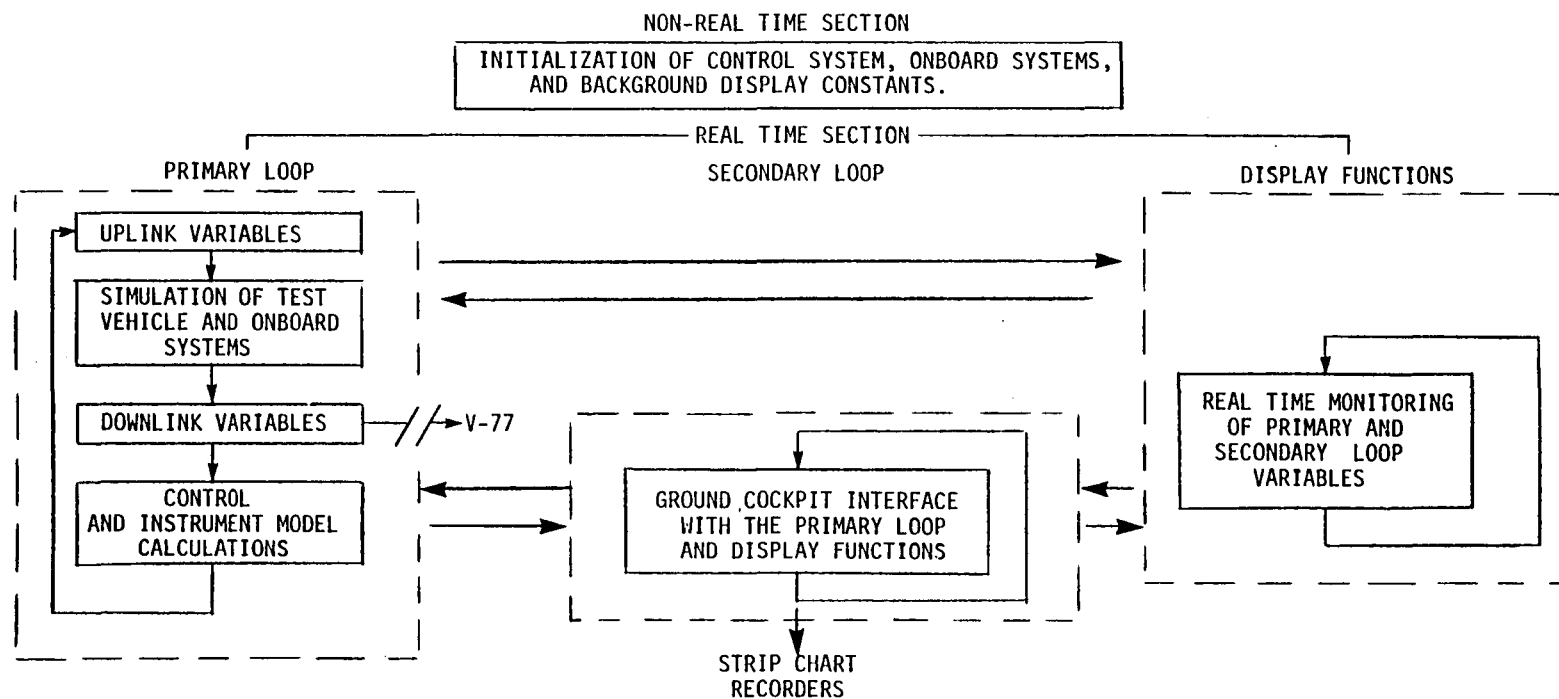 NON-REAL TIME SECTION
INITIALIZATION OF CONTROL SYSTEM, ONBOARD SYSTEMS,
AND BACKGROUND DISPLAY CONSTANTS.
REAL TIME SECTION
PRIMARY LOOP
SECONDARY LOOP
DISPLAY FUNCTIONS
UPLINK VARIABLES
SIMULATION OF TEST
VEHICLE AND ONBOARD
SYSTEMS
DOWNLINK VARIABLES
V-77
CONTROL
AND INSTRUMENT MODEL
CALCULATIONS
GROUND COCKPIT INTERFACE
WITH THE PRIMARY LOOP
AND DISPLAY FUNCTIONS
STRIP CHART
RECORDERS
REAL TIME MONITORING
OF PRIMARY AND
SECONDARY LOOP
VARIABLES